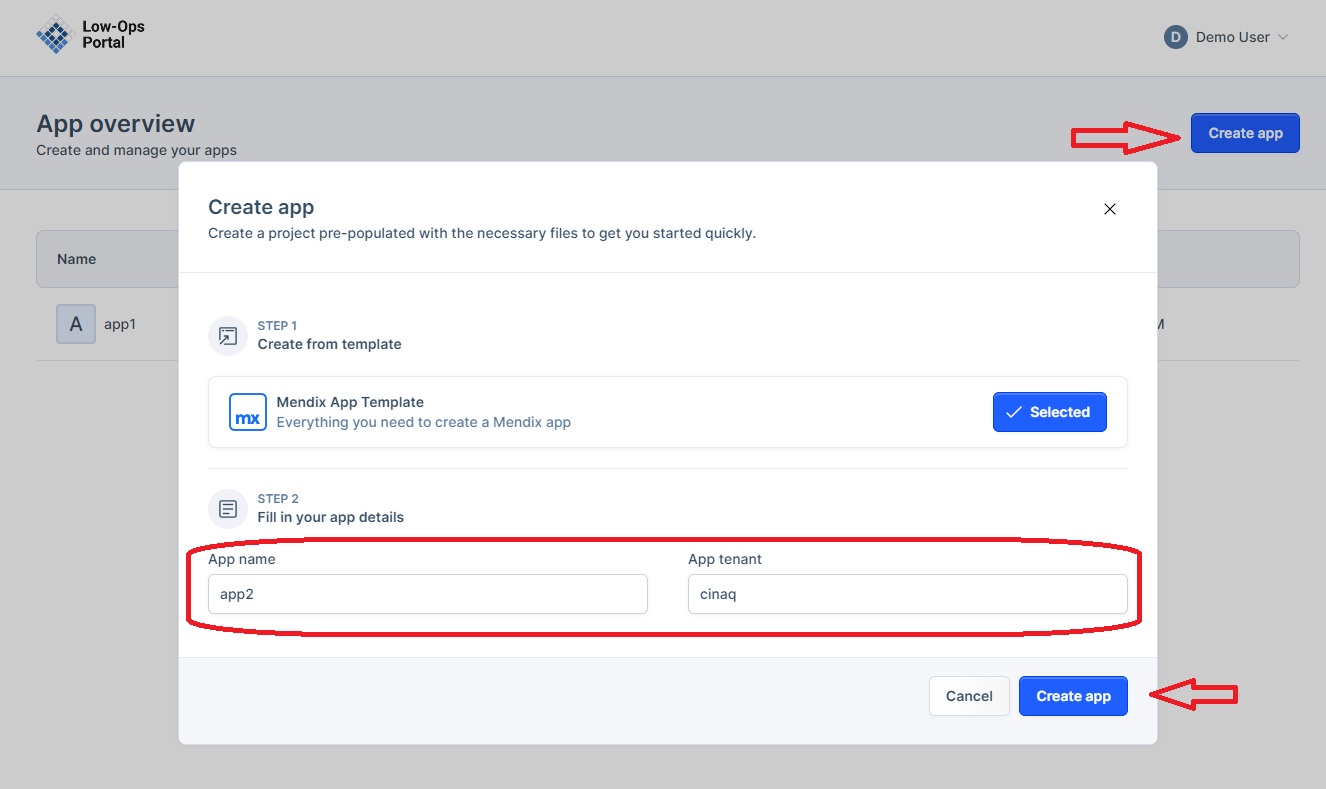 Low-Ops
Portal
D Demo User
App overview
Create and manage your apps
Create app
Create app
Create a project pre-populated with the necessary files to get you started quickly.
Name
A app1
M
STEP 1
Create from template
mx
Mendix App Template
Everything you need to create a Mendix app
Selected
STEP 2
Fill in your app details
App name App tenant
app2 cinaq
Cancel Create app